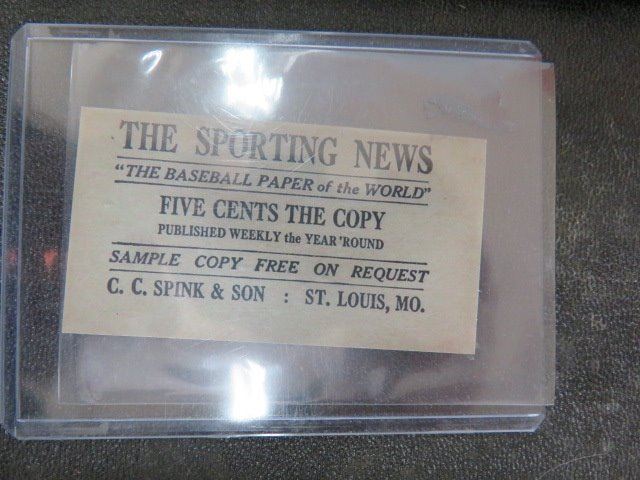 THE SPORTING NEWS
"THE BASEBALL PAPER of the WORLD"
FIVE CENTS THE COPY
PUBLISHED WEEKLY the YEAR 'ROUND
SAMPLE COPY FREE ON REQUEST
C. C. SPINK & SON : ST. LOUIS, MO.